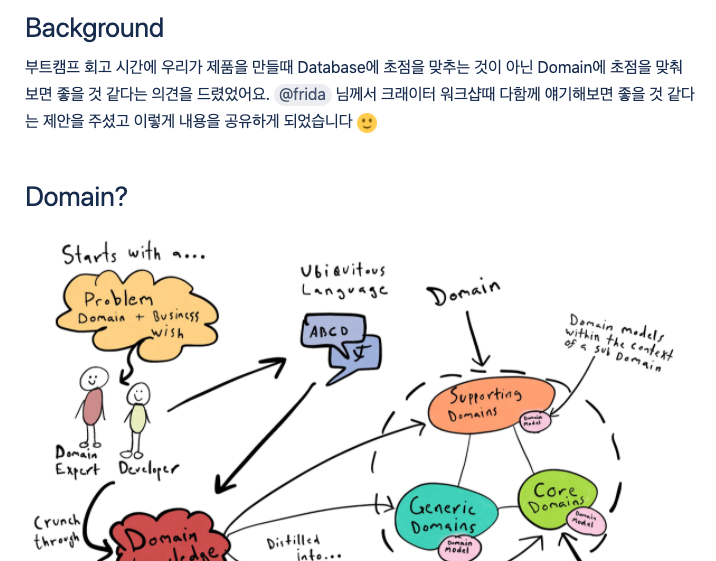 Background
부트캠프 회고 시간에 우리가 제품을 만들때 Database에 초점을 맞추는 것이 아닌 Domain에 초점을 맞춰
보면 좋을 것 같다는 의견을 드렸었어요. @frida 님께서 크래이터 워크샵때 다함께 얘기해보면 좋을 것 같다
는 제안을 주셨고 이렇게 내용을 공유하게 되었습니다
Domain?
Starts with a...
Problem
Domain + Business
Wish
Domain
Expert
Developer
Ubiquitous
Language
ABCD
Domain
Domain models
within the context
of a sub Domain
Supporting
Domains
Domain
Model
Generic
Domains
Domain
Model
Core
Domains
Domain
Model
Crunch
through
Domain
Distilled
into...